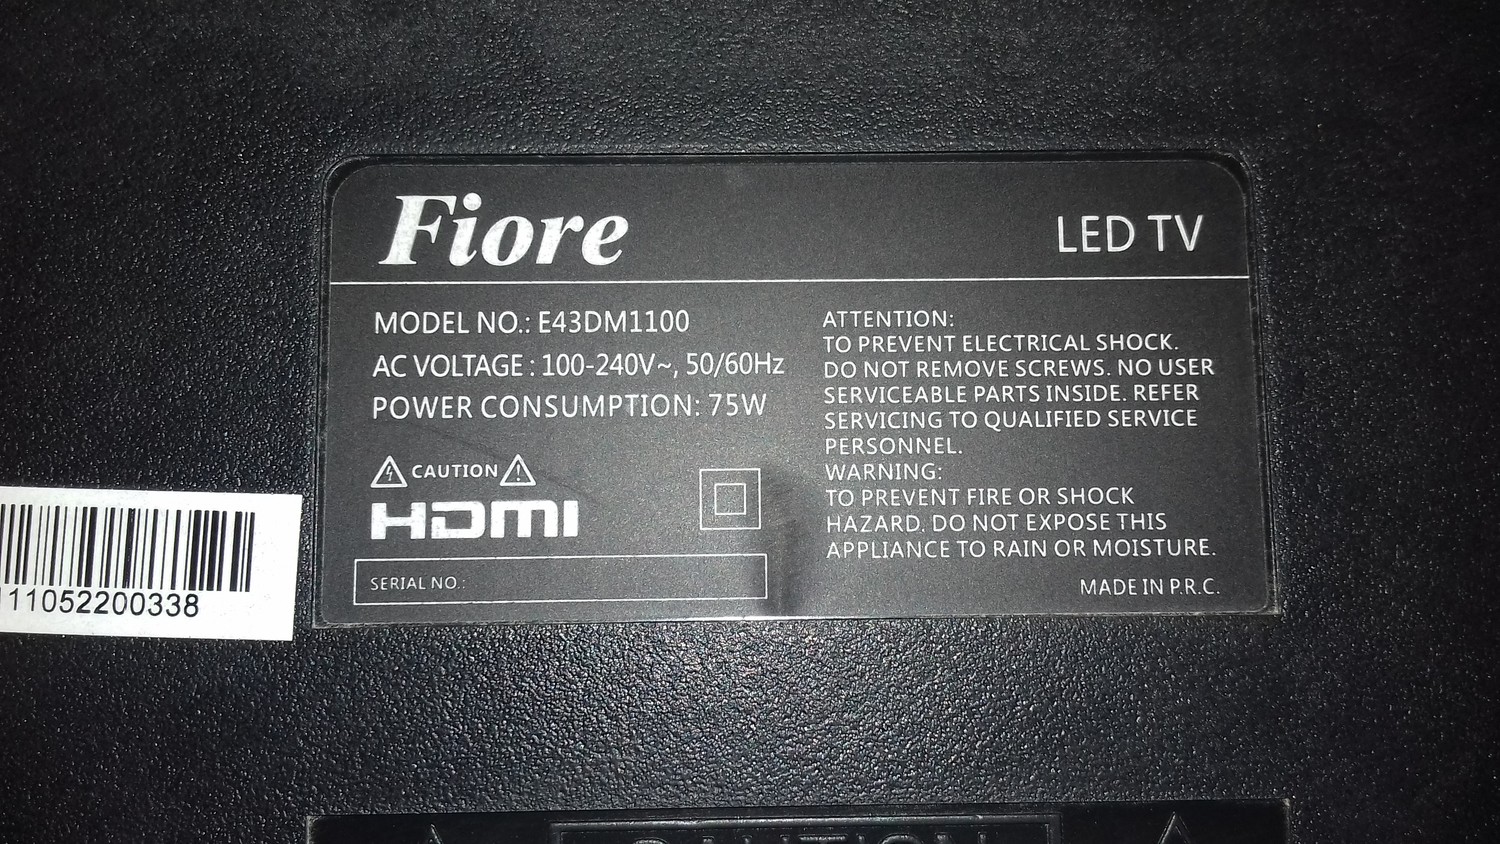 Fiore
LED TV
MODEL NO.: E43DM1100
AC VOLTAGE : 100-240V~, 50/60Hz
POWER CONSUMPTION: 75W
CAUTION
HDMI
SERIAL NO.:
ATTENTION:
TO PREVENT ELECTRICAL SHOCK.
DO NOT REMOVE SCREWS. NO USER
SERVICEABLE PARTS INSIDE. REFER
SERVICING TO QUALIFIED SERVICE
PERSONNEL.
WARNING:
TO PREVENT FIRE OR SHOCK
HAZARD. DO NOT EXPOSE THIS
APPLIANCE TO RAIN OR MOISTURE.
MADE IN P.R.C.
11052200338
CAUTION